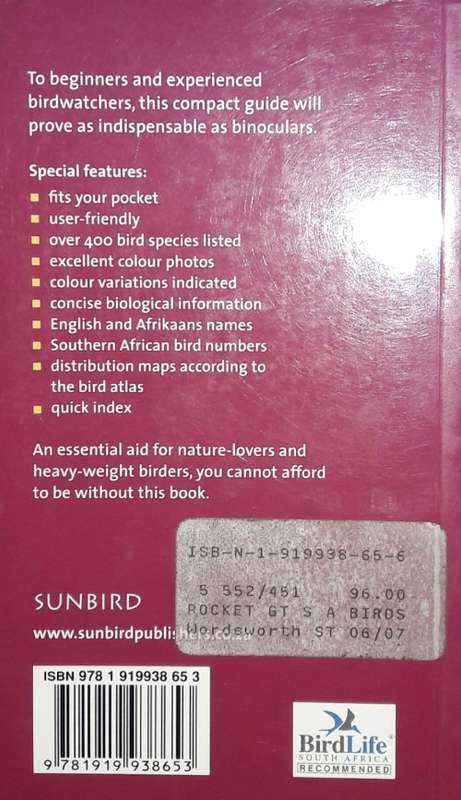 To beginners and experienced
birdwatchers, this compact guide will
prove as indispensable as binoculars.
Special features:
fits your pocket
user-friendly
over 400 bird species listed
excellent colour photos
colour variations indicated
concise biological information
English and Afrikaans names
Southern African bird numbers
distribution maps according to
the bird atlas
quick index
An essential aid for nature-lovers and
heavy-weight birders, you cannot afford
to be without this book.
ISB-N-1-919938-65-6
5 552/451 96.00
ROCKET GT S A BIRDS
Wordsworth ST 06/07
SUNBIRD
www.sunbirdpublishers.co.za
ISBN 978 1 919938 65 3
9 781919 938653
BirdLife
SOUTH AFRICA
RECOMMENDED